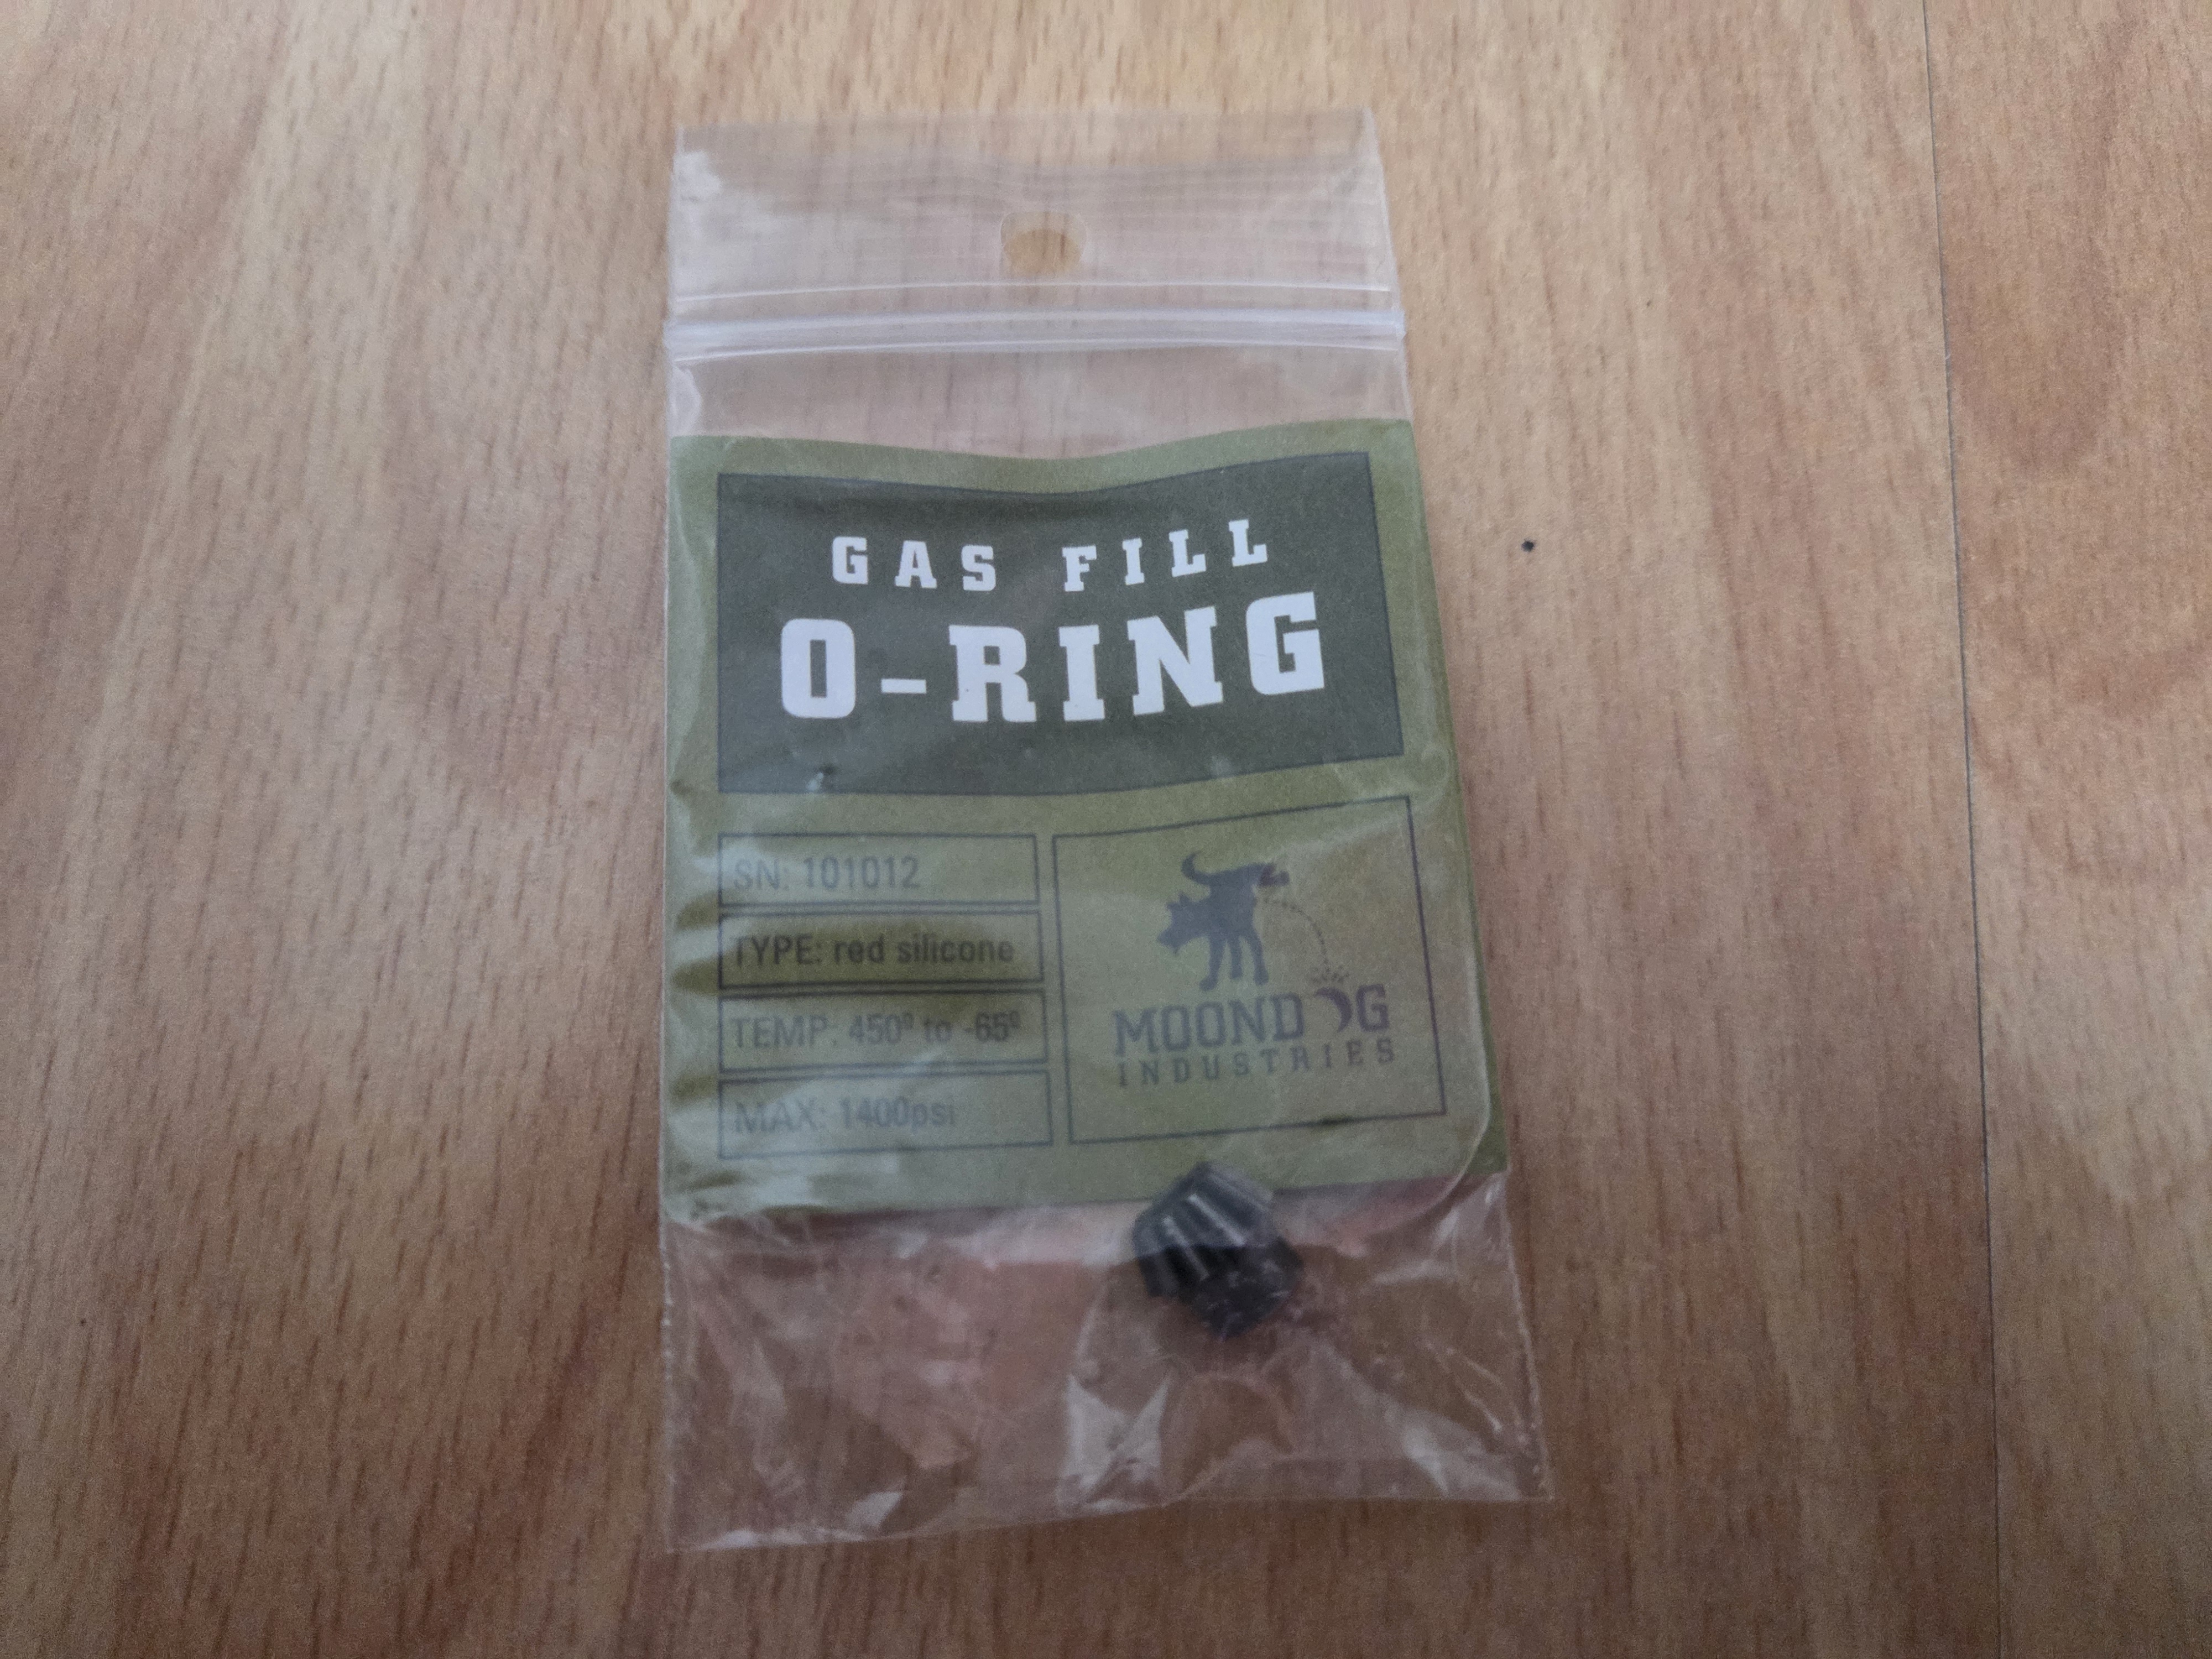 GAS FILL
O-RING
SN: 101012
TYPE: red silicone
TEMP: 450º to -65º
MAX: 1400psi
MOONDOG
INDUSTRIES